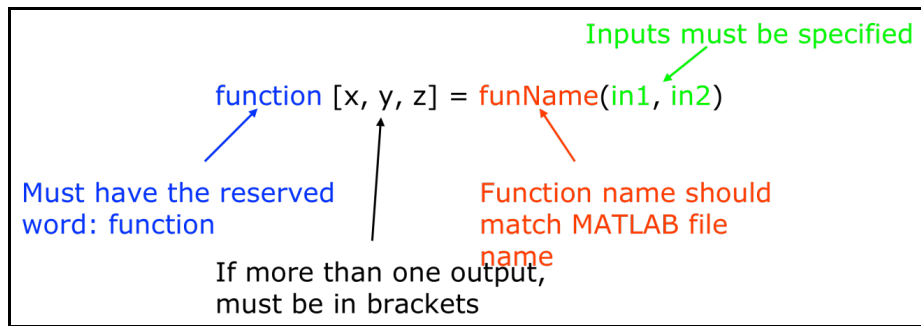 Inputs must be specified
function [x, y, z] = funName(in1, in2)
Must have the reserved
word: function
Function name should
match MATLAB file
name
If more than one output,
must be in brackets